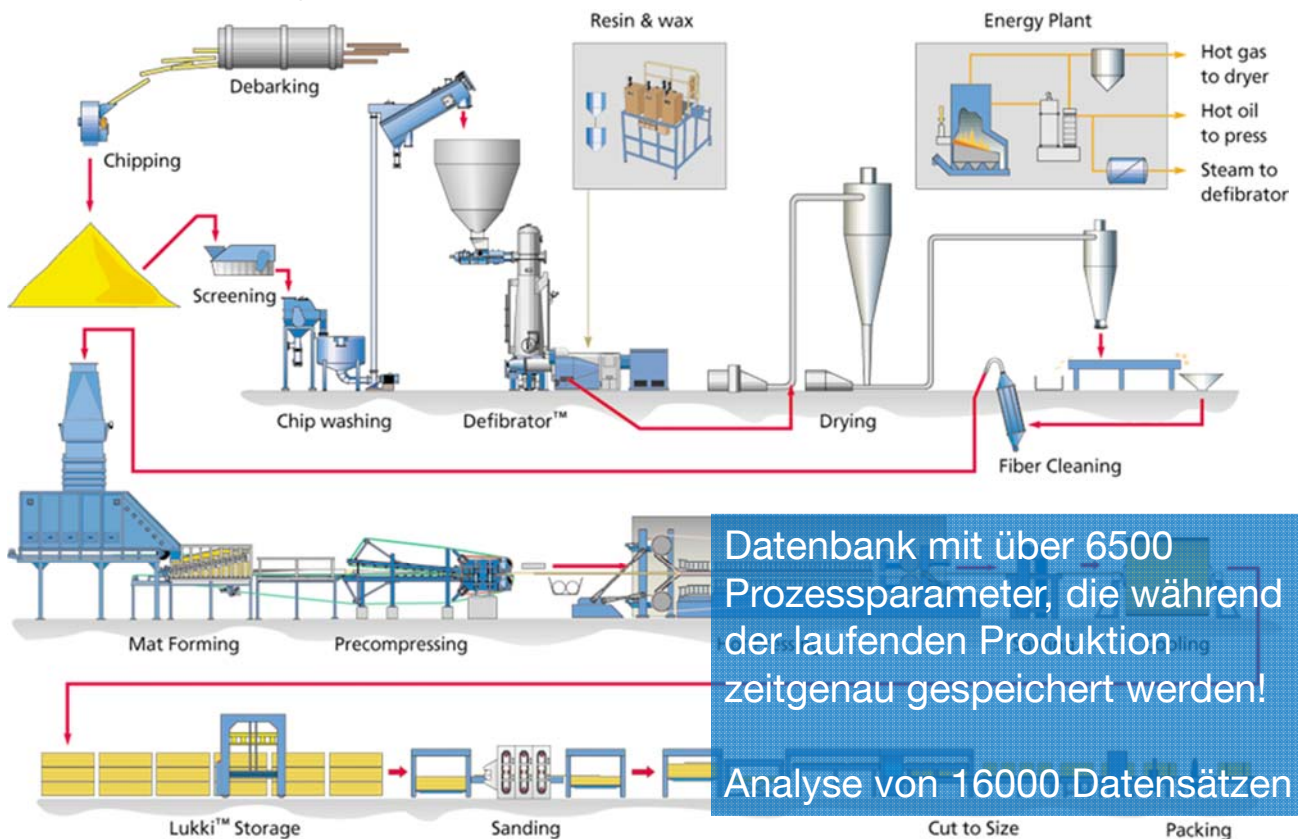 Resin & wax
Energy Plant
Debarking
Hot gas
to dryer
Hot oil
to press
Steam to
defibrator
Chipping
Screening
Chip washing
Defibrator™
Drying
Fiber Cleaning
Mat Forming
Precompressing
Datenbank mit über 6500
Prozessparameter, die während
der laufenden Produktion
zeitgenau gespeichert werden!
Analyse von 16000 Datensätzen
Lukki™ Storage
Sanding
Cut to Size
Packing